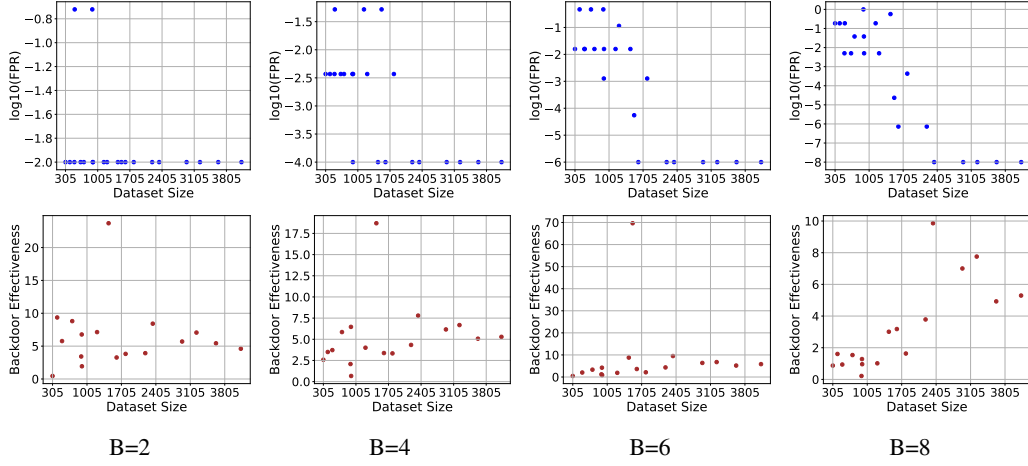 log10(FPR)
−0.8
−1.0
−1.2
−1.4
−1.6
−1.8
−2.0
305 1005 1705 2405 3105 3805
Dataset Size
log10(FPR)
−1.5
−2.0
−2.5
−3.0
−3.5
−4.0
305 1005 1705 2405 3105 3805
Dataset Size
log10(FPR)
−1
−2
−3
−4
−5
−6
305 1005 1705 2405 3105 3805
Dataset Size
log10(FPR)
0
−1
−2
−3
−4
−5
−6
−7
−8
305 1005 1705 2405 3105 3805
Dataset Size
Backdoor Effectiveness
20
15
10
5
0
305 1005 1705 2405 3105 3805
Dataset Size
Backdoor Effectiveness
17.5
15.0
12.5
10.0
7.5
5.0
2.5
0.0
305 1005 1705 2405 3105 3805
Dataset Size
Backdoor Effectiveness
70
60
50
40
30
20
10
0
305 1005 1705 2405 3105 3805
Dataset Size
Backdoor Effectiveness
10
8
6
4
2
0
305 1005 1705 2405 3105 3805
Dataset Size
B=2 B=4 B=6 B=8